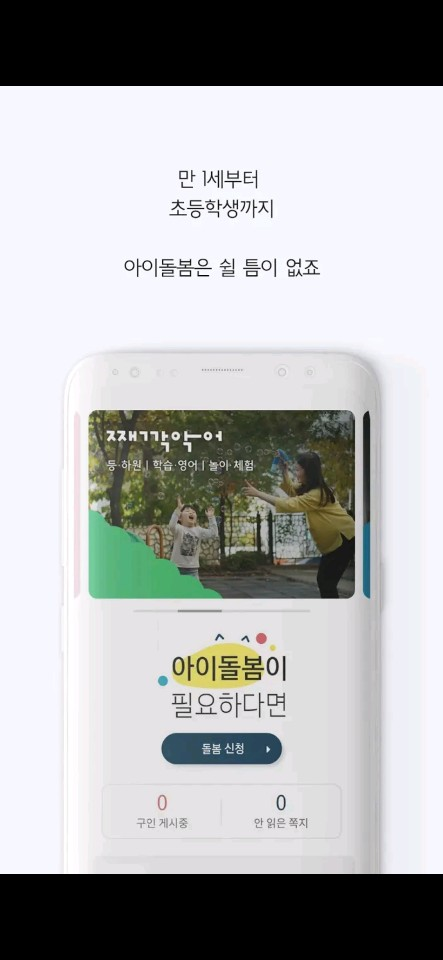 만 1세부터
초등학생까지
아이돌봄은 쉴 틈이 없죠
째깍악어
등·하원 | 학습·영어 | 놀이·체험
아이돌봄이
필요하다면
돌봄 신청
0 0
구인 게시중 안 읽은 쪽지